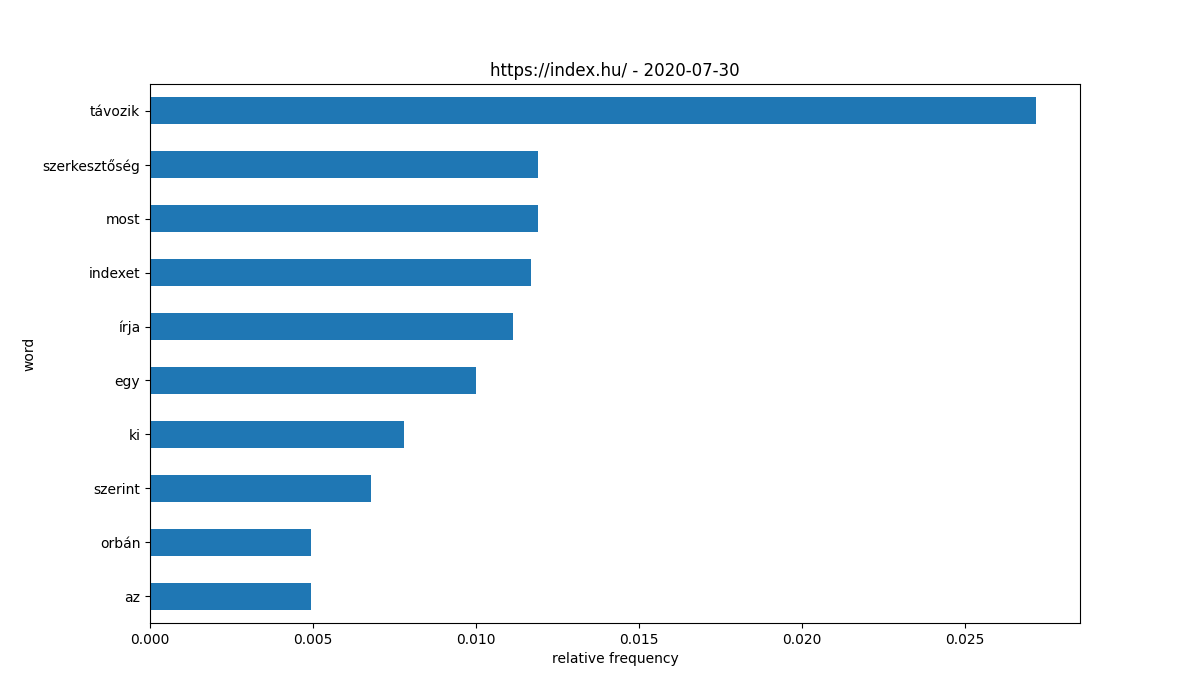 https://index.hu/ - 2020-07-30
távozik
szerkesztőség
most
indexet
írja
egy
ki
szerint
orbán
az
word
0.000 0.005 0.010 0.015 0.020 0.025
relative frequency